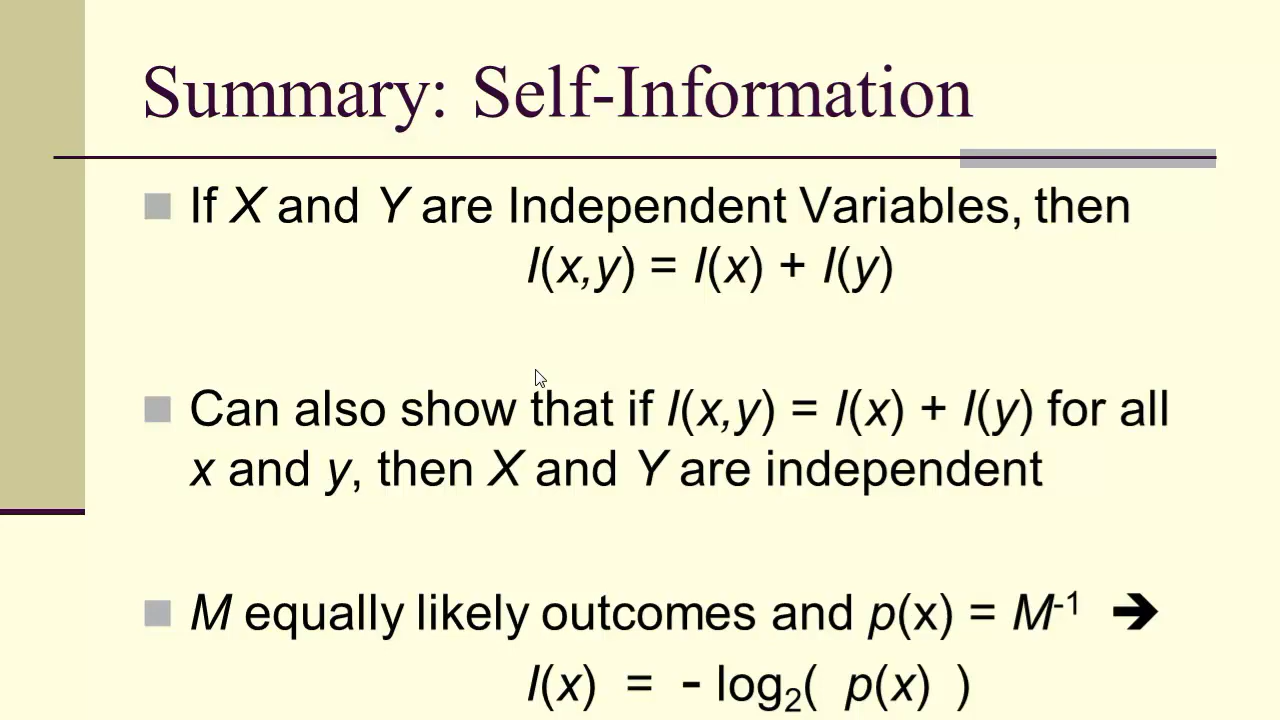 Summary: Self-Information
If X and Y are Independent Variables, then
I(x,y) = I(x) + I(y)
Can also show that if I(x,y) = I(x) + I(y) for all
x and y, then X and Y are independent
M equally likely outcomes and p(x) = M⁻¹ ➔
I(x) = - log₂( p(x) )